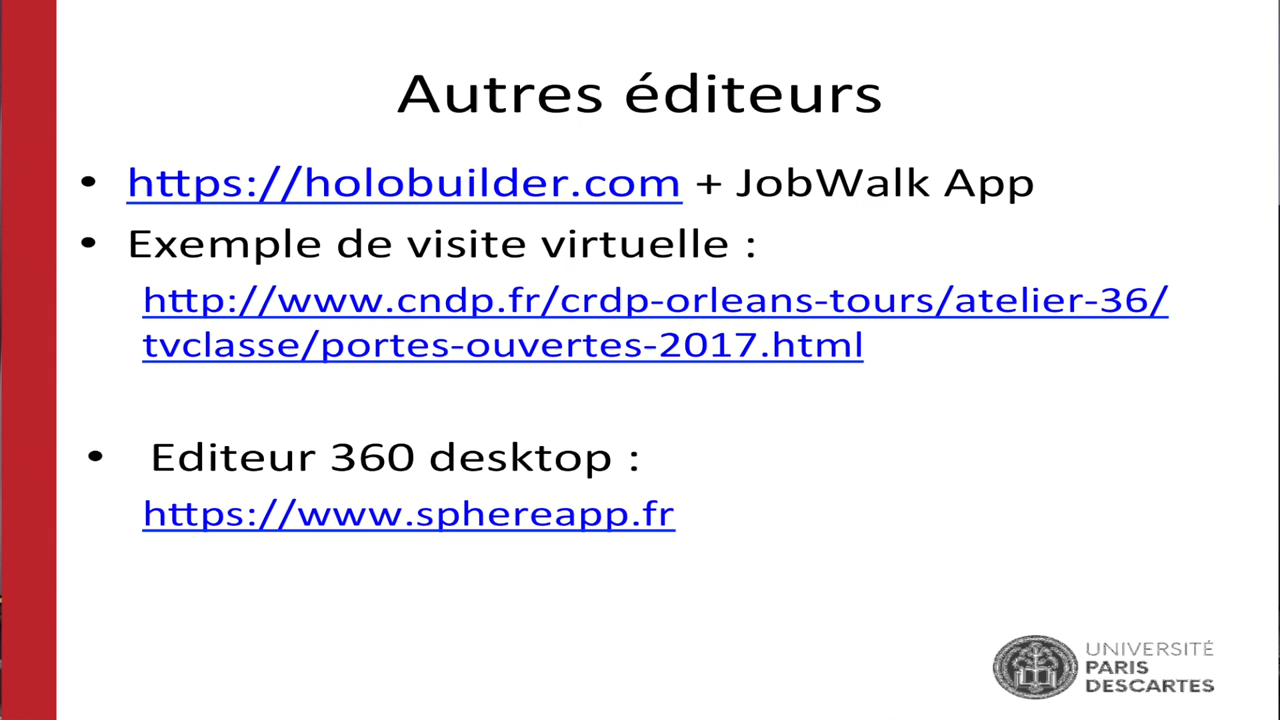 Autres éditeurs
• https://holobuilder.com + JobWalk App
• Exemple de visite virtuelle :
http://www.cndp.fr/crdp-orleans-tours/atelier-36/
tvclasse/portes-ouvertes-2017.html
• Editeur 360 desktop :
https://www.sphereapp.fr
UNIVERSITÉ
PARIS
DESCARTES